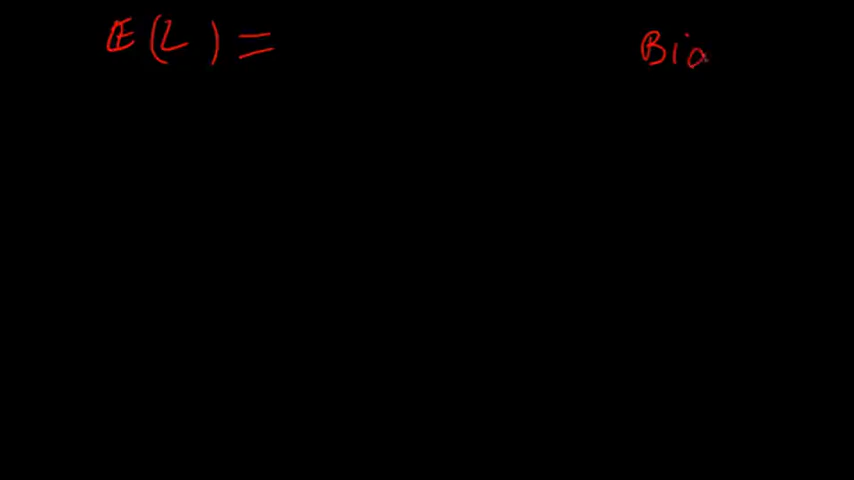 E(L) = Bia